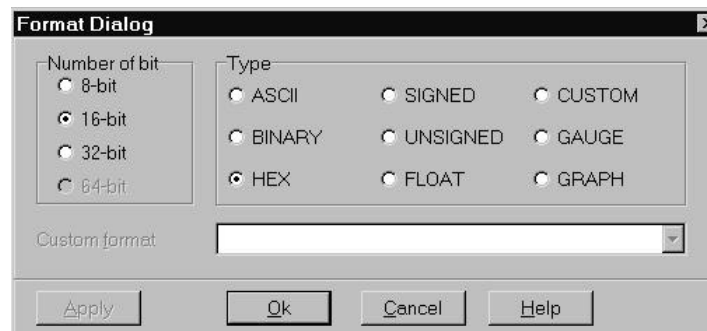 Format Dialog
Number of bit
8-bit
16-bit
32-bit
64-bit
Type
ASCII SIGNED CUSTOM
BINARY UNSIGNED GAUGE
HEX FLOAT GRAPH
Custom format
Apply Ok Cancel Help